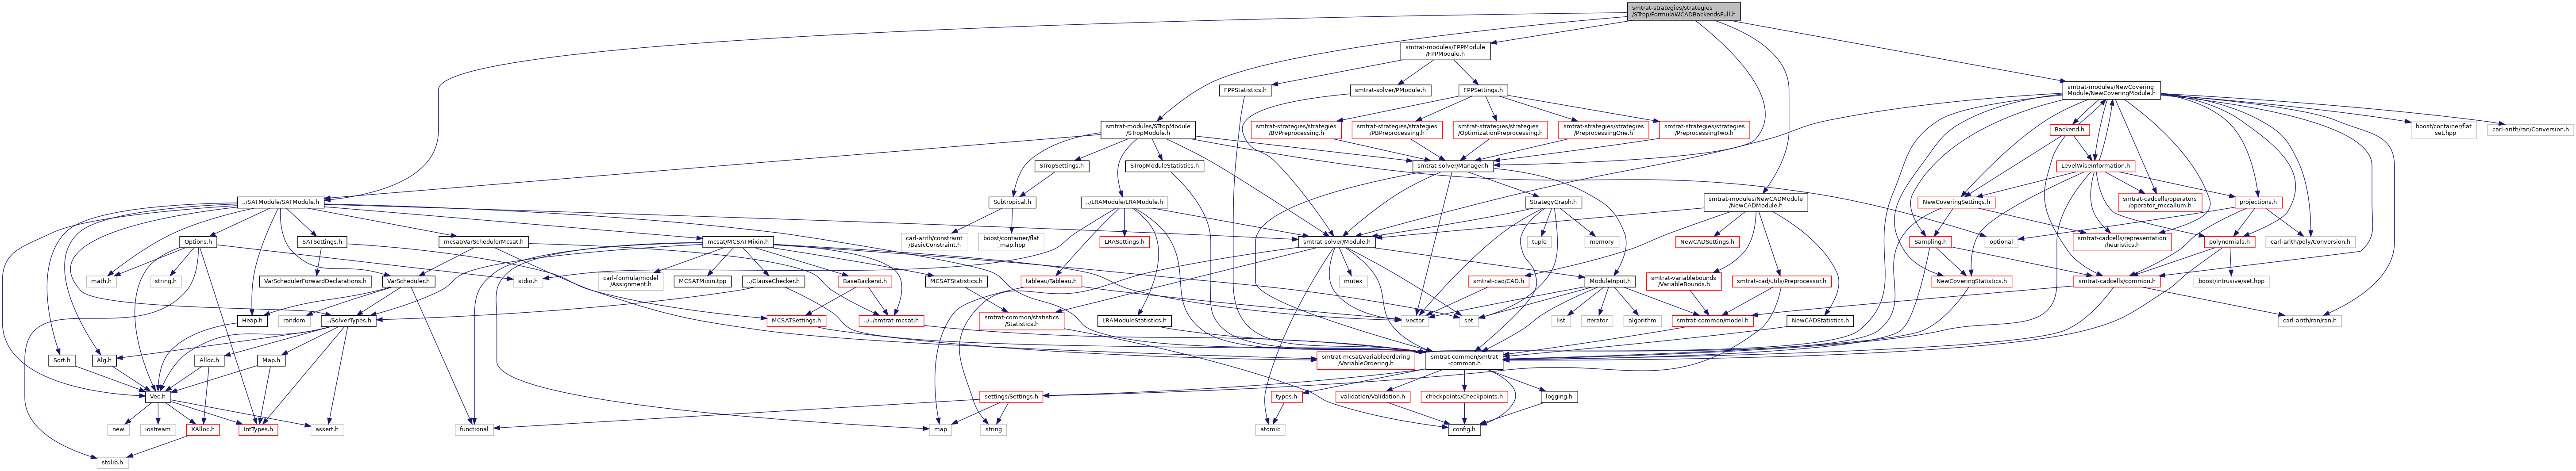 smtrat-strategies/strategies
/STrop/FormulaWCADBackendsFull.h
smtrat-modules/FPPModule
/FPPModule.h
smtrat-modules/NewCovering
Module/NewCoveringModule.h
FPPStatistics.h
smtrat-solver/PModule.h
FPPSettings.h
smtrat-modules/STropModule
/STropModule.h
smtrat-strategies/strategies
/BVPreprocessing.h
smtrat-strategies/strategies
/PBPreprocessing.h
smtrat-strategies/strategies
/OptimizationPreprocessing.h
smtrat-strategies/strategies
/PreprocessingOne.h
smtrat-strategies/strategies
/PreprocessingTwo.h
Backend.h
boost/container/flat
_set.hpp
carl-arith/ran/Conversion.h
STropSettings.h
STropModuleStatistics.h
smtrat-solver/Manager.h
LevelWiseInformation.h
../SATModule/SATModule.h
Subtropical.h
../LRAModule/LRAModule.h
StrategyGraph.h
smtrat-modules/NewCADModule
/NewCADModule.h
NewCoveringSettings.h
smtrat-cadcells/operators
/operator_mccallum.h
projections.h
Options.h
SATSettings.h
mcsat/VarSchedulerMcsat.h
mcsat/MCSATMixin.h
carl-arith/constraint
/BasicConstraint.h
boost/container/flat
_map.hpp
LRASettings.h
smtrat-solver/Module.h
tuple
memory
NewCADSettings.h
Sampling.h
optional
smtrat-cadcells/representation
/heuristics.h
polynomials.h
carl-arith/poly/Conversion.h
math.h
string.h
VarSchedulerForwardDeclarations.h
VarScheduler.h
stdio.h
carl-formula/model
/Assignment.h
MCSATMixin.tpp
../ClauseChecker.h
BaseBackend.h
MCSATStatistics.h
tableau/Tableau.h
mutex
smtrat-cad/CAD.h
ModuleInput.h
smtrat-variablebounds
/VariableBounds.h
smtrat-cad/utils/Preprocessor.h
NewCoveringStatistics.h
smtrat-cadcells/common.h
boost/intrusive/set.hpp
Heap.h
random
../SolverTypes.h
MCSATSettings.h
../../smtrat-mcsat.h
smtrat-common/statistics
/Statistics.h
LRAModuleStatistics.h
vector
set
list
iterator
algorithm
smtrat-common/model.h
NewCADStatistics.h
carl-arith/ran/ran.h
Sort.h
Alg.h
Alloc.h
Map.h
smtrat-mcsat/variableordering
/VariableOrdering.h
smtrat-common/smtrat
-common.h
Vec.h
settings/Settings.h
types.h
validation/Validation.h
checkpoints/Checkpoints.h
logging.h
new
iostream
XAlloc.h
IntTypes.h
assert.h
functional
map
string
atomic
config.h
stdlib.h